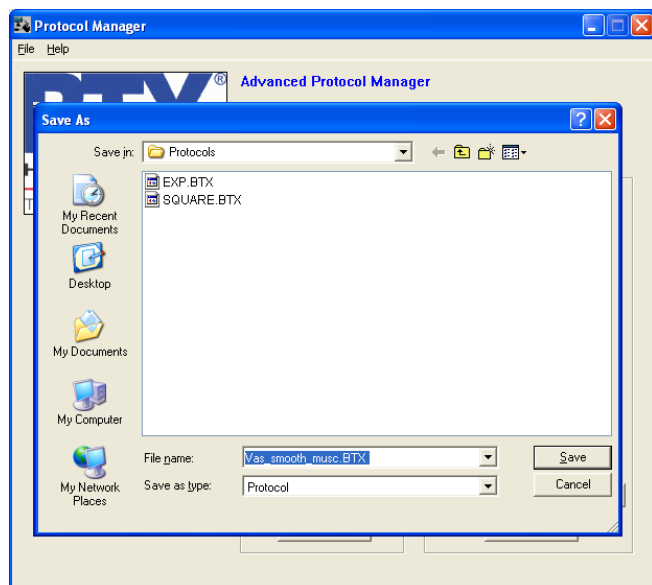 Protocol Manager
File Help
BTX®
Advanced Protocol Manager
Save As
Save in: Protocols
EXP.BTX
SQUARE.BTX
My Recent
Documents
Desktop
My Documents
My Computer
My Network
Places
File name: Vas_smooth_musc.BTX Save
Save as type: Protocol Cancel